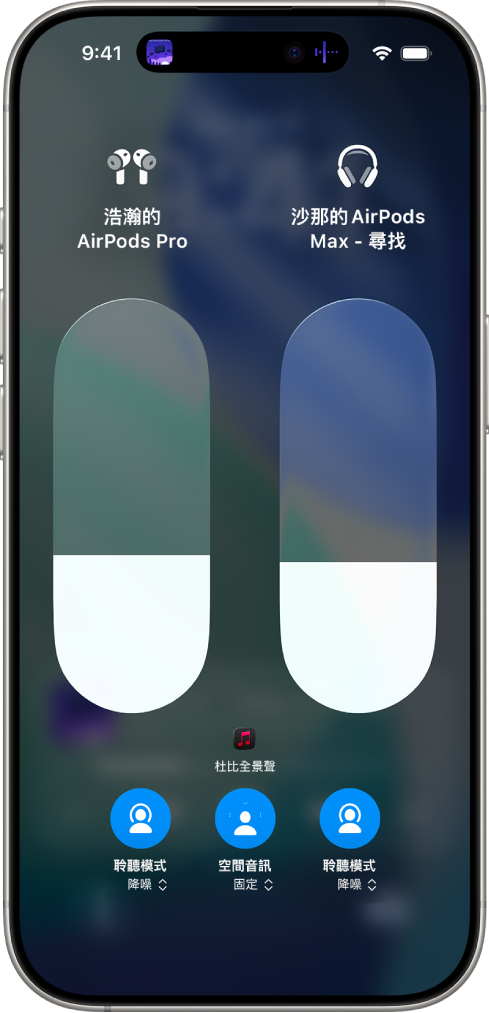 9:41
浩瀚的
AirPods Pro
沙那的 AirPods
Max – 尋找
杜比全景聲
聆聽模式
降噪
空間音訊
固定
聆聽模式
降噪